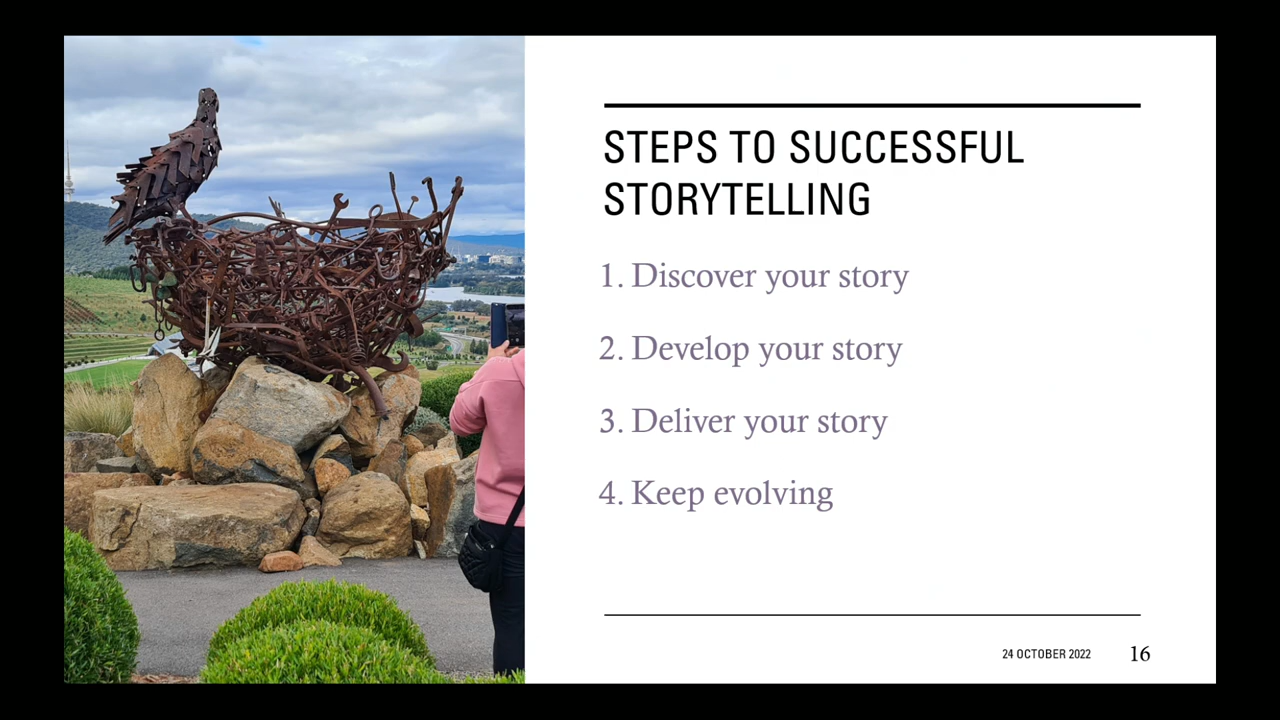 STEPS TO SUCCESSFUL
STORYTELLING
1. Discover your story
2. Develop your story
3. Deliver your story
4. Keep evolving
24 OCTOBER 2022
16